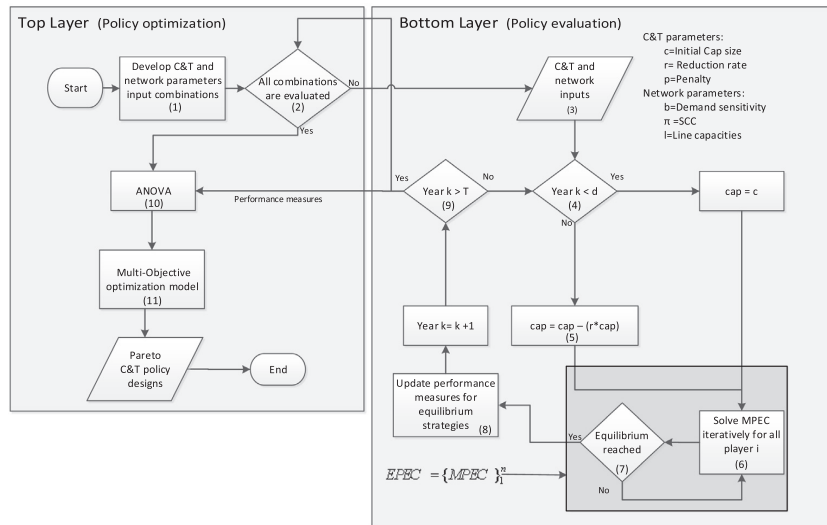 Top Layer (Policy optimization)
Start
Develop C&T and
network parameters
input combinations
(1)
All
combinations
are evaluated
(2)
No
Yes
ANOVA
(10)
Performance measures
Multi-Objective
optimization model
(11)
Pareto
C&T policy
designs
End
Bottom Layer (Policy evaluation)
C&T parameters:
c=Initial Cap size
r= Reduction rate
p=Penalty
Network parameters:
b=Demand sensitivity
π =SCC
l=Line capacities
C&T and
network
inputs
(3)
Yes
Year k > T
(9)
No
Year k < d
(4)
Yes
No
cap = c
Year k= k +1
cap = cap – (r*cap)
(5)
Update performance
measures for
equilibrium
strategies
(8)
Yes
Equilibrium
reached
(7)
No
Solve MPEC
iteratively for all
player i
(6)
EPEC = {MPEC }₁ⁿ